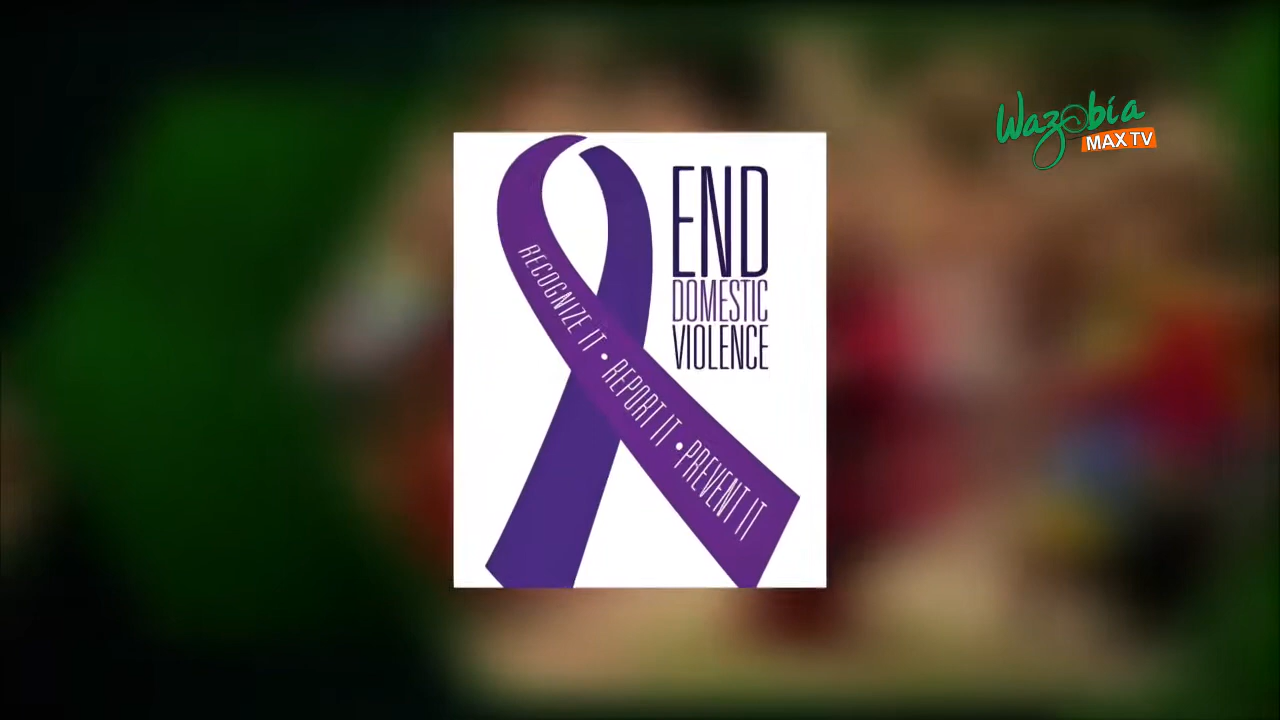 Wazobia
MAX TV
END
DOMESTIC
VIOLENCE
RECOGNIZE IT • REPORT IT • PREVENT IT